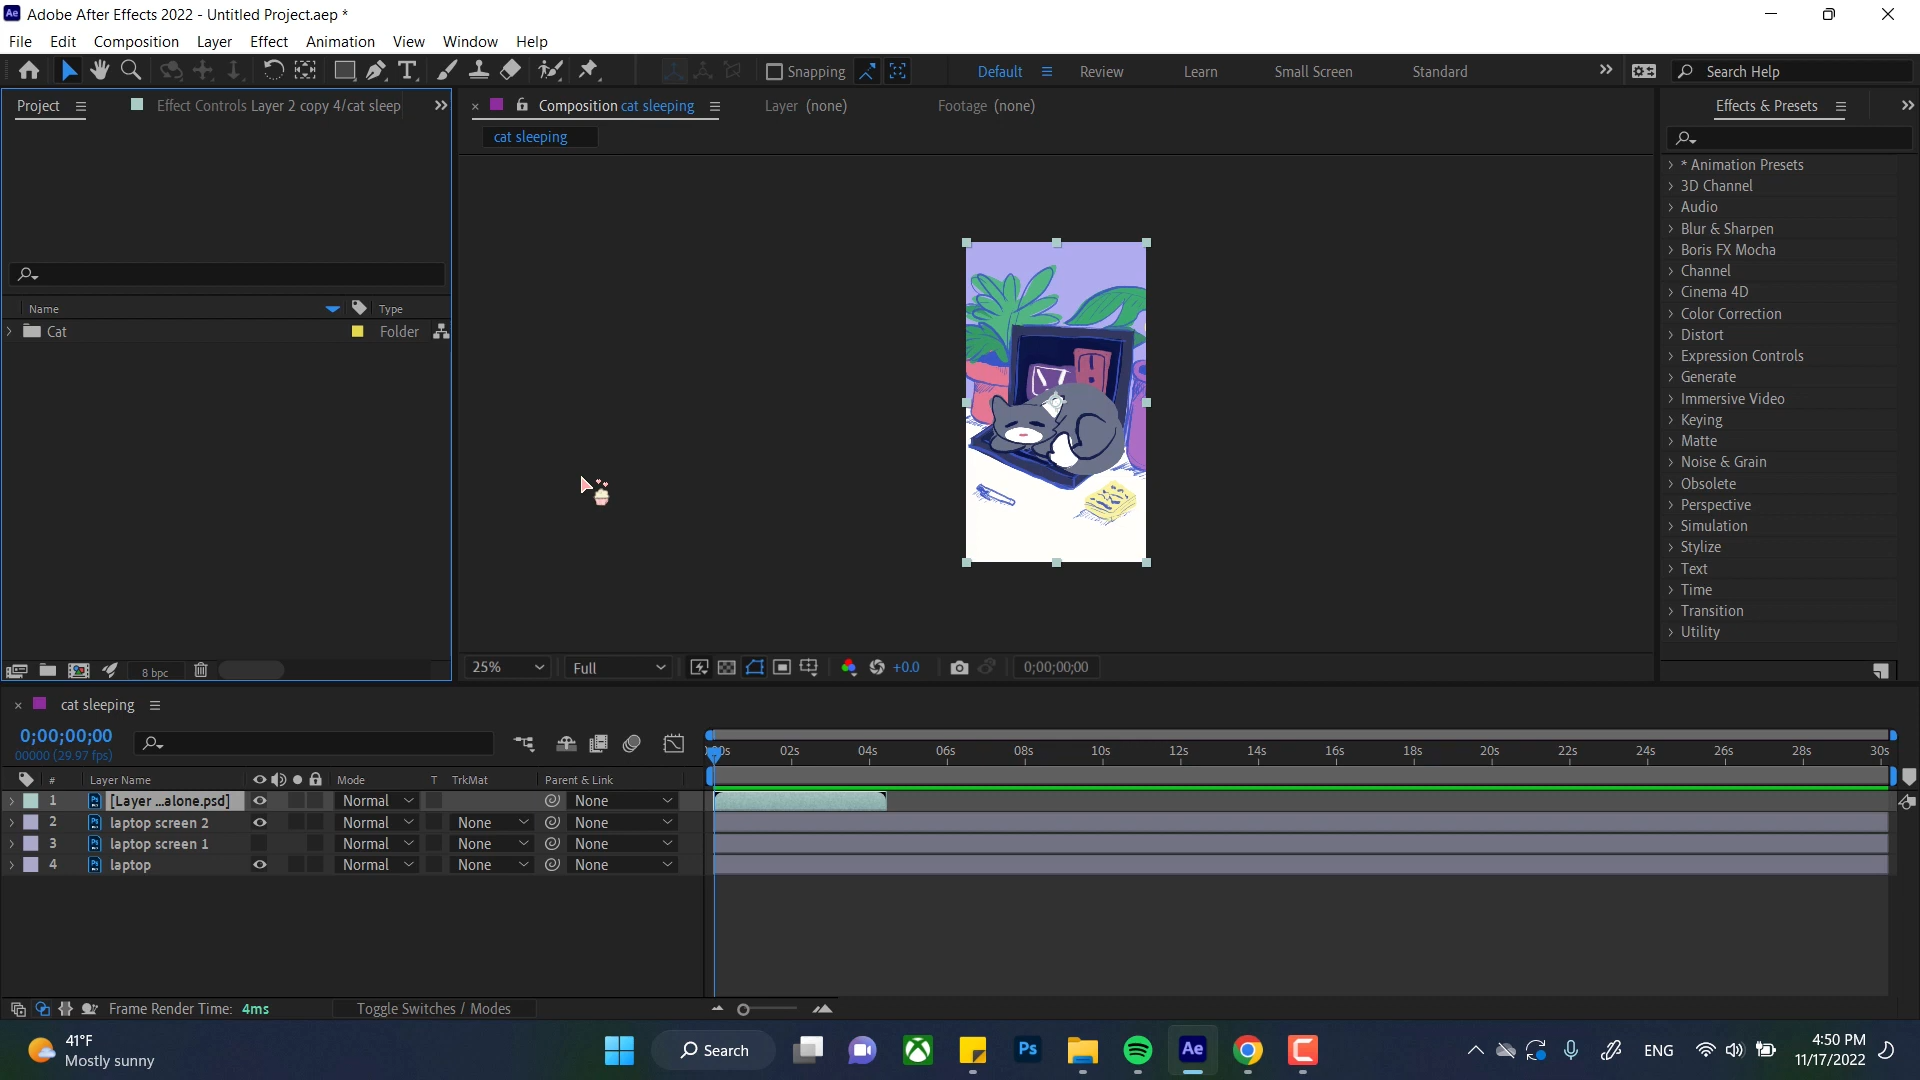 Adobe After Effects 2022 - Untitled Project.aep *
File Edit Composition Layer Effect Animation View Window Help
Snapping Default Review Learn Small Screen Standard Search Help
Project Effect Controls Layer 2 copy 4/cat sleep
Composition cat sleeping Layer (none) Footage (none)
cat sleeping
Name Type
Cat Folder
8 bpc
25% Full +0.0 0;00;00;00
Effects & Presets
* Animation Presets
3D Channel
Audio
Blur & Sharpen
Boris FX Mocha
Channel
Cinema 4D
Color Correction
Distort
Expression Controls
Generate
Immersive Video
Keying
Matte
Noise & Grain
Obsolete
Perspective
Simulation
Stylize
Text
Time
Transition
Utility
cat sleeping
0;00;00;00
00000 (29.97 fps)
02s 04s 06s 08s 10s 12s 14s 16s 18s 20s 22s 24s 26s 28s 30s
# Layer Name Mode T TrkMat Parent & Link
1 [Layer ...alone.psd] Normal None
2 laptop screen 2 Normal None None
3 laptop screen 1 Normal None None
4 laptop Normal None None
Frame Render Time: 4ms Toggle Switches / Modes
41°F
Mostly sunny
Search
Ps
Ae
ENG
4:50 PM
11/17/2022